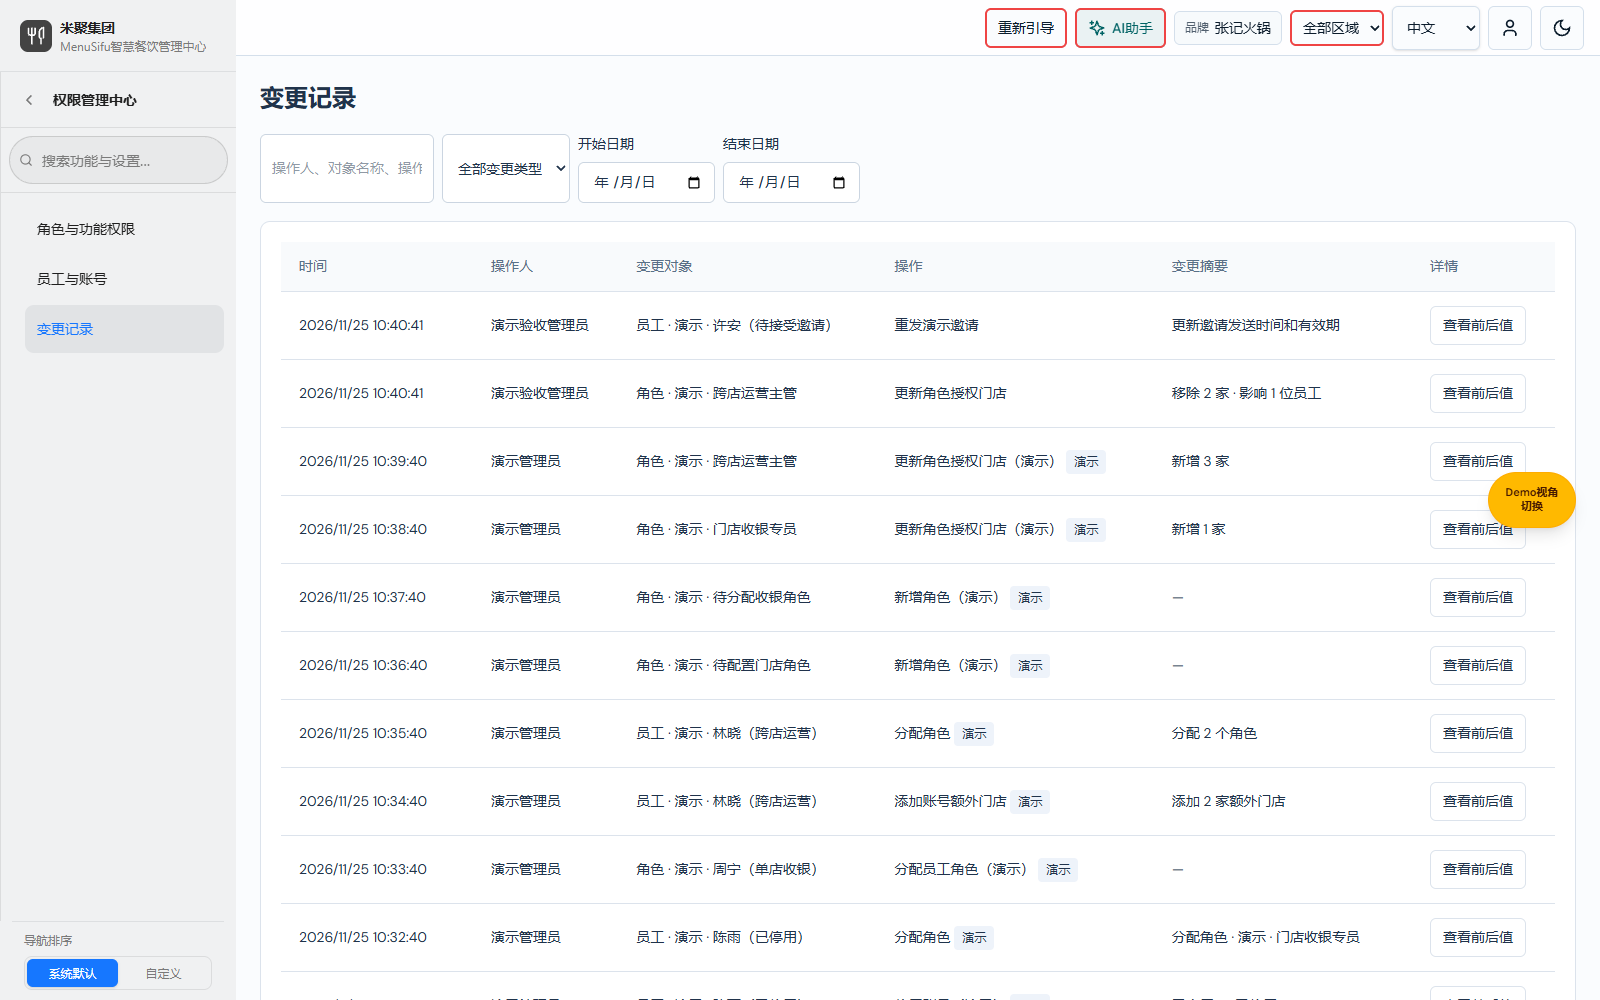 米聚集团
MenuSifu智慧餐饮管理中心
权限管理中心
搜索功能与设置...
角色与功能权限
员工与账号
变更记录
导航排序
系统默认 自定义
重新引导 AI助手 品牌 张记火锅 全部区域 中文
变更记录
操作人、对象名称、操作 全部变更类型
开始日期 结束日期
年 /月/日 年 /月/日
时间 操作人 变更对象 操作 变更摘要 详情
2026/11/25 10:40:41 演示验收管理员 员工 · 演示 · 许安（待接受邀请） 重发演示邀请 更新邀请发送时间和有效期 查看前后值
2026/11/25 10:40:41 演示验收管理员 角色 · 演示 · 跨店运营主管 更新角色授权门店 移除 2 家 · 影响 1 位员工 查看前后值
2026/11/25 10:39:40 演示管理员 角色 · 演示 · 跨店运营主管 更新角色授权门店（演示） 演示 新增 3 家 查看前后值
Demo视角
切换
2026/11/25 10:38:40 演示管理员 角色 · 演示 · 门店收银专员 更新角色授权门店（演示） 演示 新增 1 家 查看前后值
2026/11/25 10:37:40 演示管理员 角色 · 演示 · 待分配收银角色 新增角色（演示） 演示 — 查看前后值
2026/11/25 10:36:40 演示管理员 角色 · 演示 · 待配置门店角色 新增角色（演示） 演示 — 查看前后值
2026/11/25 10:35:40 演示管理员 员工 · 演示 · 林晓（跨店运营） 分配角色 演示 分配 2 个角色 查看前后值
2026/11/25 10:34:40 演示管理员 员工 · 演示 · 林晓（跨店运营） 添加账号额外门店 演示 添加 2 家额外门店 查看前后值
2026/11/25 10:33:40 演示管理员 角色 · 演示 · 周宁（单店收银） 分配员工角色（演示） 演示 — 查看前后值
2026/11/25 10:32:40 演示管理员 员工 · 演示 · 陈雨（已停用） 分配角色 演示 分配角色 · 演示 · 门店收银专员 查看前后值